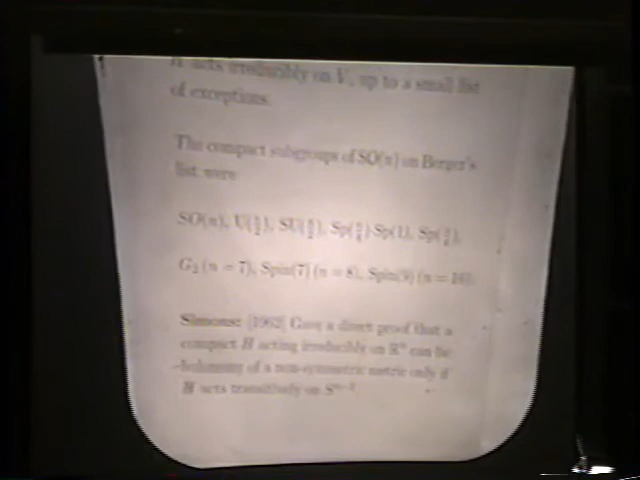 H acts irreducibly on V, up to a small list
of exceptions.
The compact subgroups of SO(n) on Berger's
list were
SO(n), U(n/2), SU(n/2), Sp(n/4)·Sp(1), Sp(n/4),
G₂ (n = 7), Spin(7) (n = 8), Spin(9) (n = 16).
Simons: [1962] Gave a direct proof that a
compact H acting irreducibly on ℝⁿ can be
holonomy of a non-symmetric metric only if
H acts transitively on Sⁿ⁻¹.